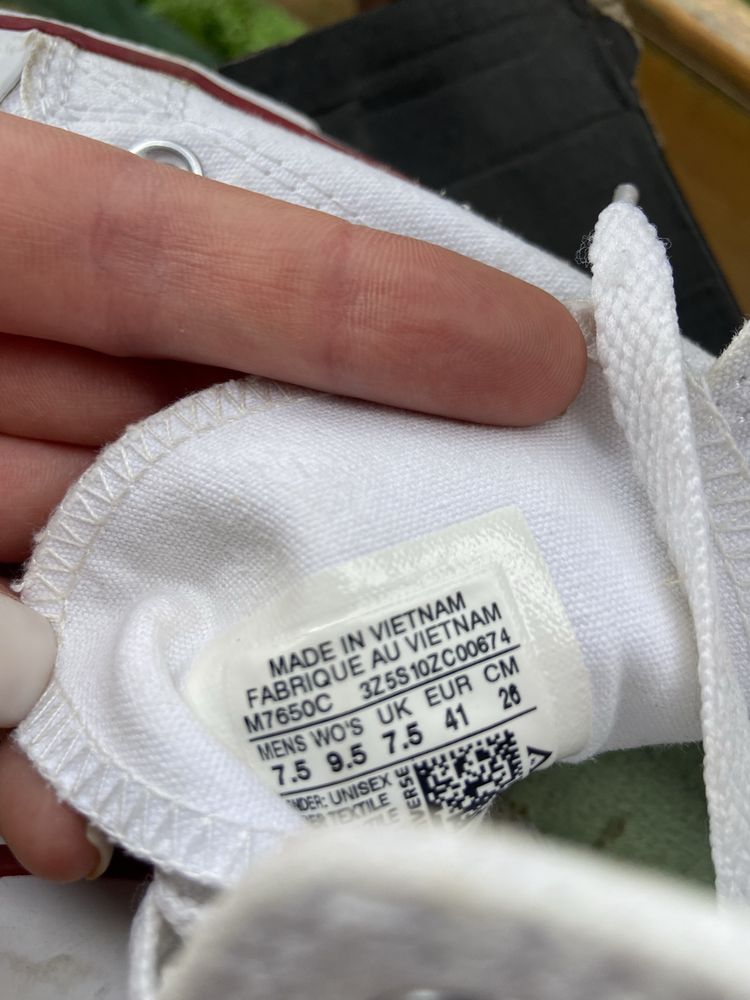 MADE IN VIETNAM
FABRIQUE AU VIETNAM
M7650C 3Z5S10ZC00674
MENS WO'S UK EUR CM
7.5 9.5 7.5 41 26
UNISEX
TEXTILE